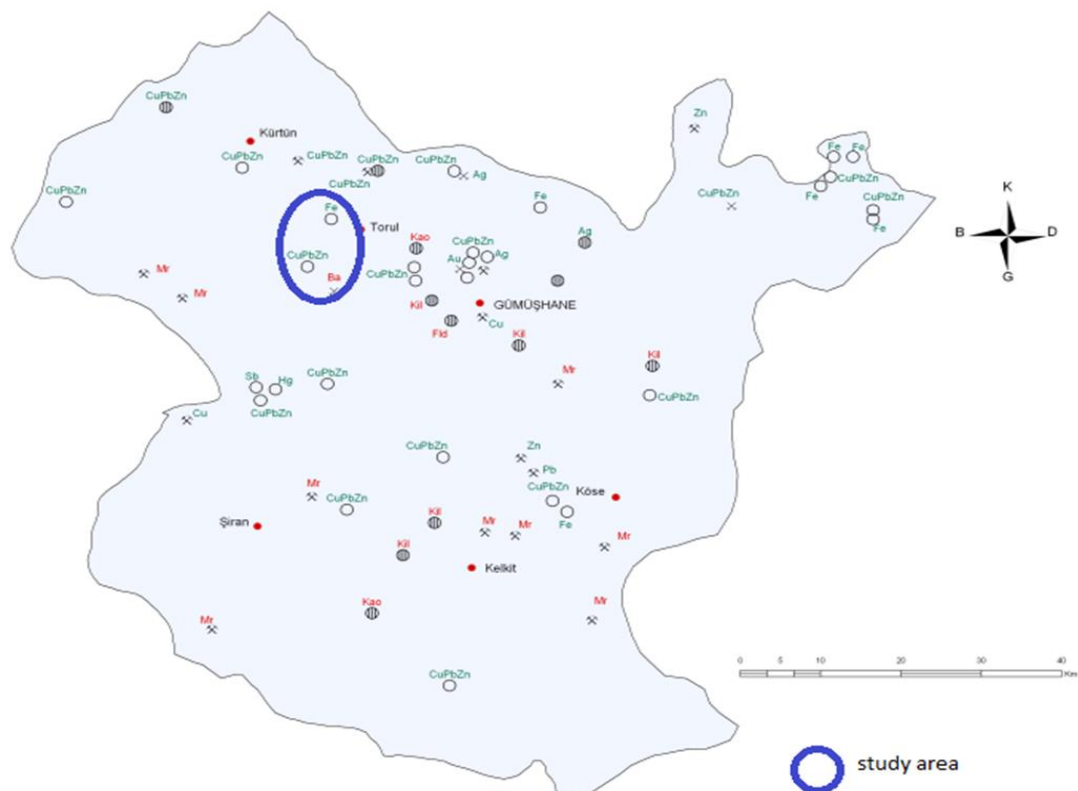 Zn
CuPbZn
Kürtün
Fe Fe
CuPbZn CuPbZn CuPbZn
CuPbZn
Ag
CuPbZn
CuPbZn
CuPbZn
Fe
CuPbZn
CuPbZn
Fe
Fe
K
Torul
Ag
Fe
B D
Kao
CuPbZn
Au Ag
CuPbZn
Mr
Ba
CuPbZn
G
Mr
Kil
GÜMÜŞHANE
Cu
Fld
Kil
Kil
Mr
CuPbZn
Sb
Hg
CuPbZn
CuPbZn
Cu
CuPbZn
Zn
Pb
Mr
CuPbZn
CuPbZn
Köse
Şiran
Kil
Fe
Mr
Mr
Mr
Kil
Kelkit
Kao
Mr
Mr
0 5 10 20 30 40
Km
CuPbZn
study area